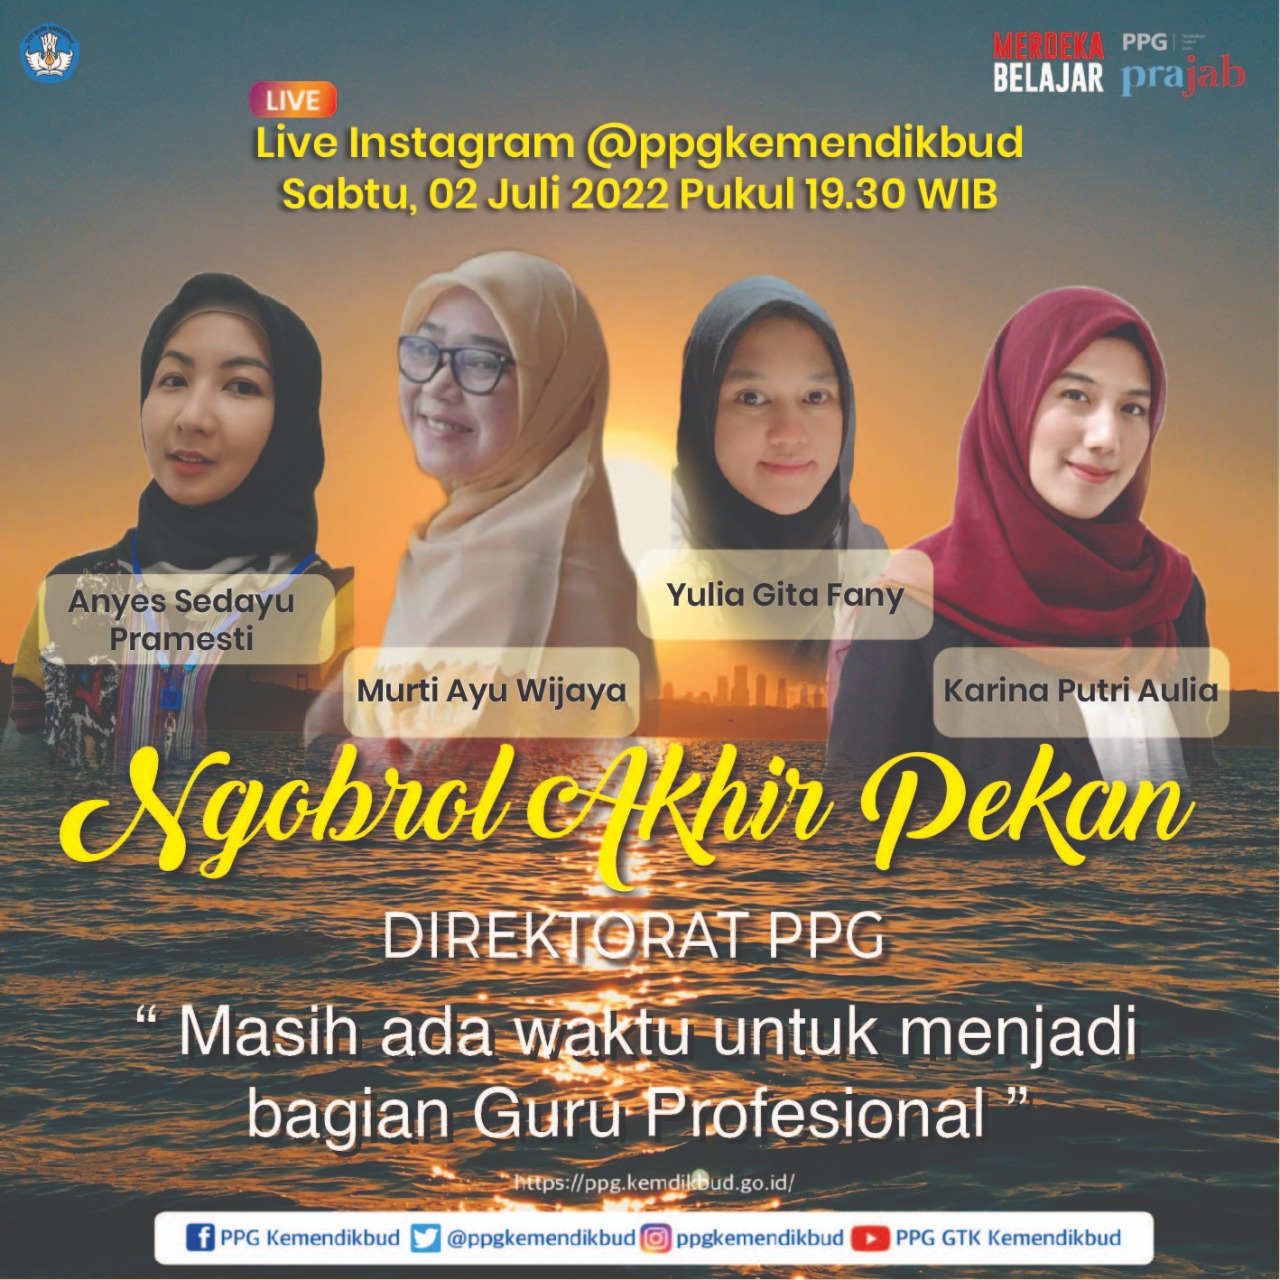 MERDEKA
BELAJAR
PPG
prajab
LIVE
Live Instagram @ppgkemendikbud
Sabtu, 02 Juli 2022 Pukul 19.30 WIB
Anyes Sedayu
Pramesti
Murti Ayu Wijaya
Yulia Gita Fany
Karina Putri Aulia
Ngobrol Akhir Pekan
DIREKTORAT PPG
“ Masih ada waktu untuk menjadi
bagian Guru Profesional ”
https://ppg.kemdikbud.go.id/
PPG Kemendikbud @ppgkemendikbud ppgkemendikbud PPG GTK Kemendikbud